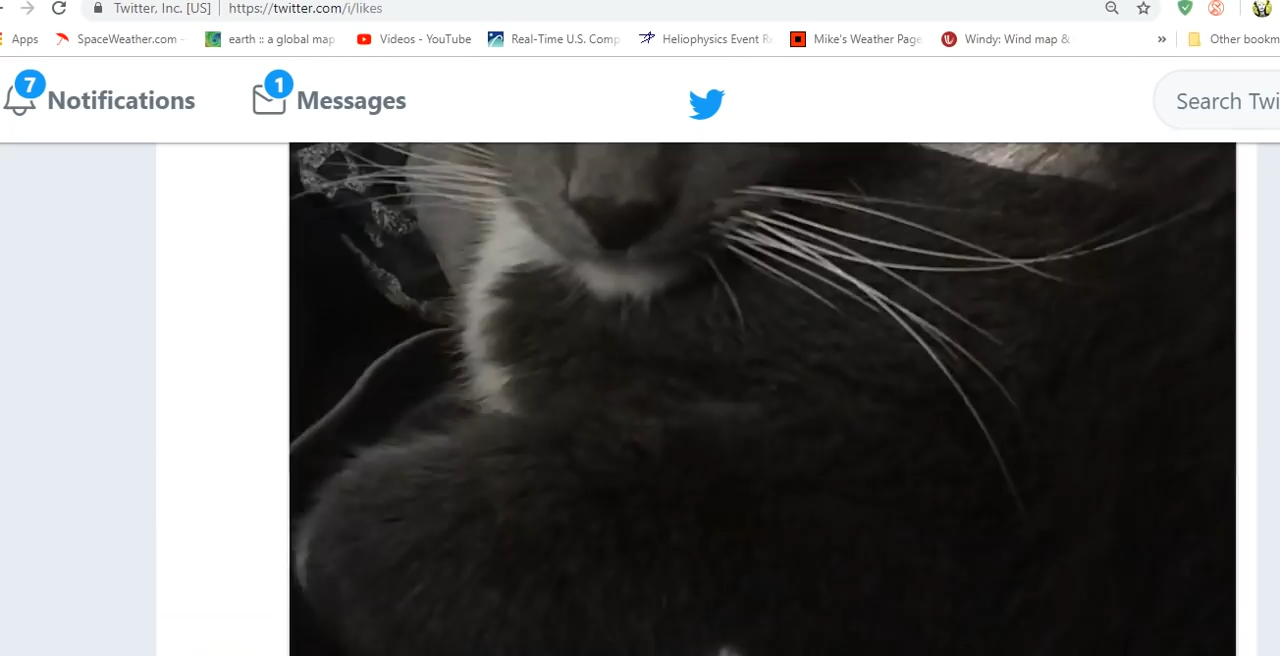 Twitter, Inc. [US] https://twitter.com/i/likes
Apps SpaceWeather.com - earth :: a global map Videos - YouTube Real-Time U.S. Comp Heliophysics Event R Mike's Weather Page Windy: Wind map & » Other bookm
7 Notifications 1 Messages Search Twi